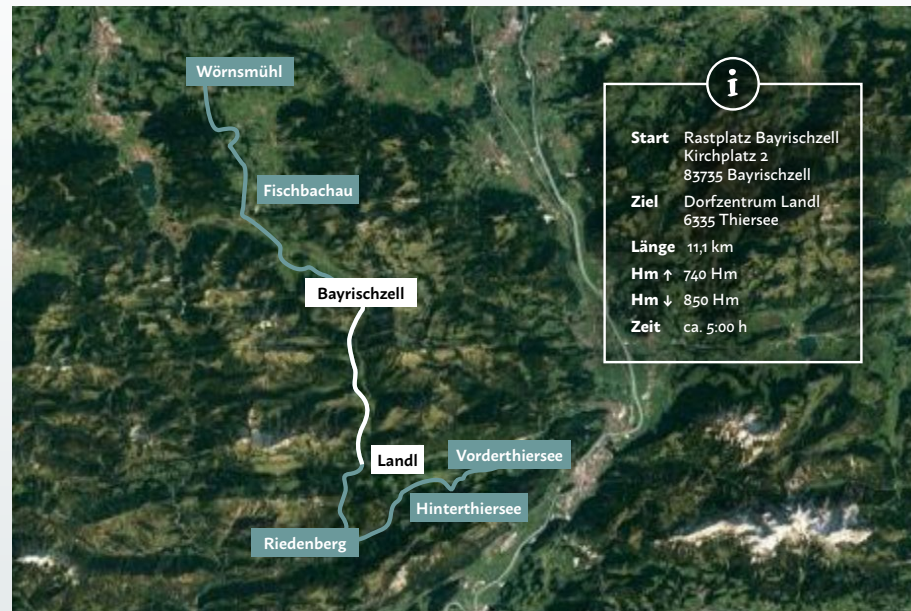 Wörnsmühl
Fischbachau
Bayrischzell
Landl
Vorderthiersee
Hinterthiersee
Riedenberg
i
Start Rastplatz Bayrischzell
Kirchplatz 2
83735 Bayrischzell
Ziel Dorfzentrum Landl
6335 Thiersee
Länge 11,1 km
Hm ↑ 740 Hm
Hm ↓ 850 Hm
Zeit ca. 5:00 h